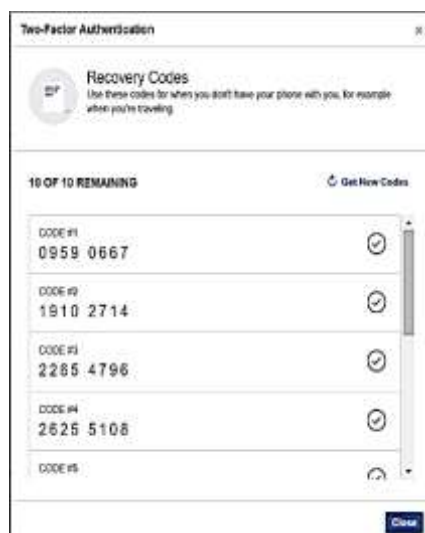 Two-Factor Authentication
Recovery Codes
Use these codes for when you don't have your phone with you, for example
when you're traveling.
10 OF 10 REMAINING
Get New Codes
CODE #1
0959 0667
CODE #2
1910 2714
CODE #3
2285 4796
CODE #4
2625 5108
CODE #5
Close